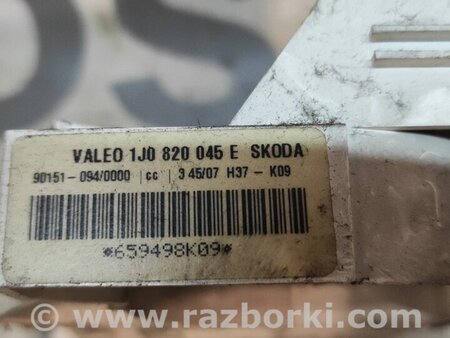 VALEO 1J0 820 045 E SKODA
90151-094/0000 | cc | 3 45/07 H37 - K09
*659498K09*
© www.razborki.com/